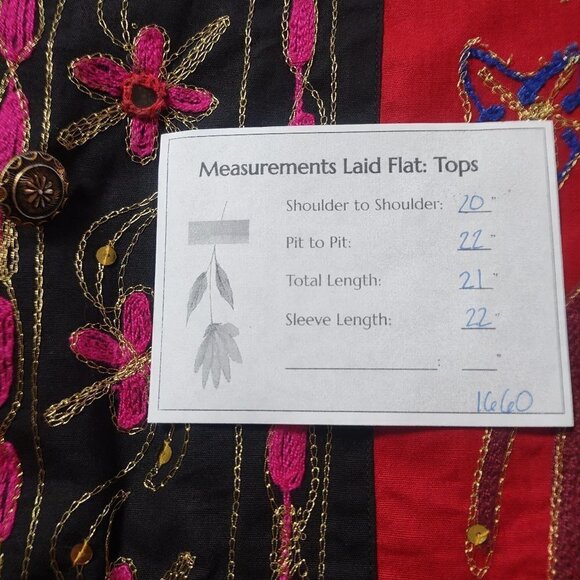 Measurements Laid Flat: Tops
Shoulder to Shoulder: 20"
Pit to Pit: 22"
Total Length: 21"
Sleeve Length: 22"
: "
1660